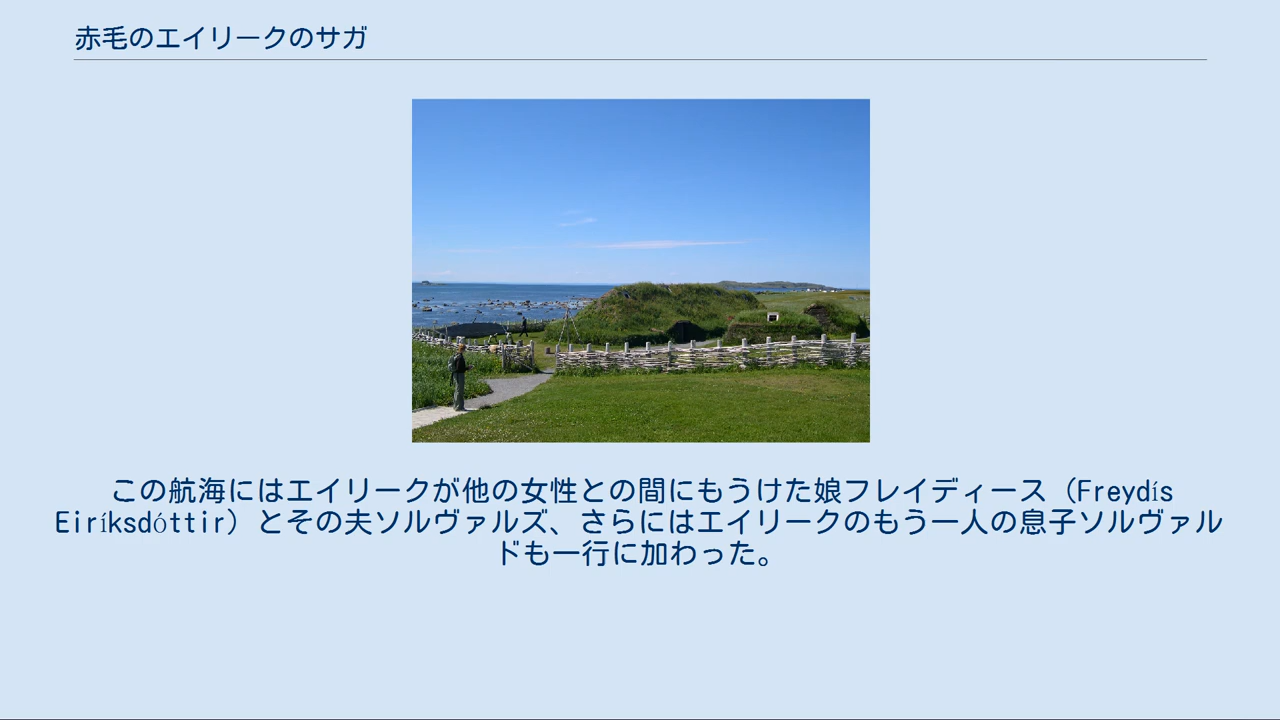 赤毛のエイリークのサガ
この航海にはエイリークが他の女性との間にもうけた娘フレイディース（Freydís
Eiríksdóttir）とその夫ソルヴァルズ、さらにはエイリークのもう一人の息子ソルヴァル
ドも一行に加わった。